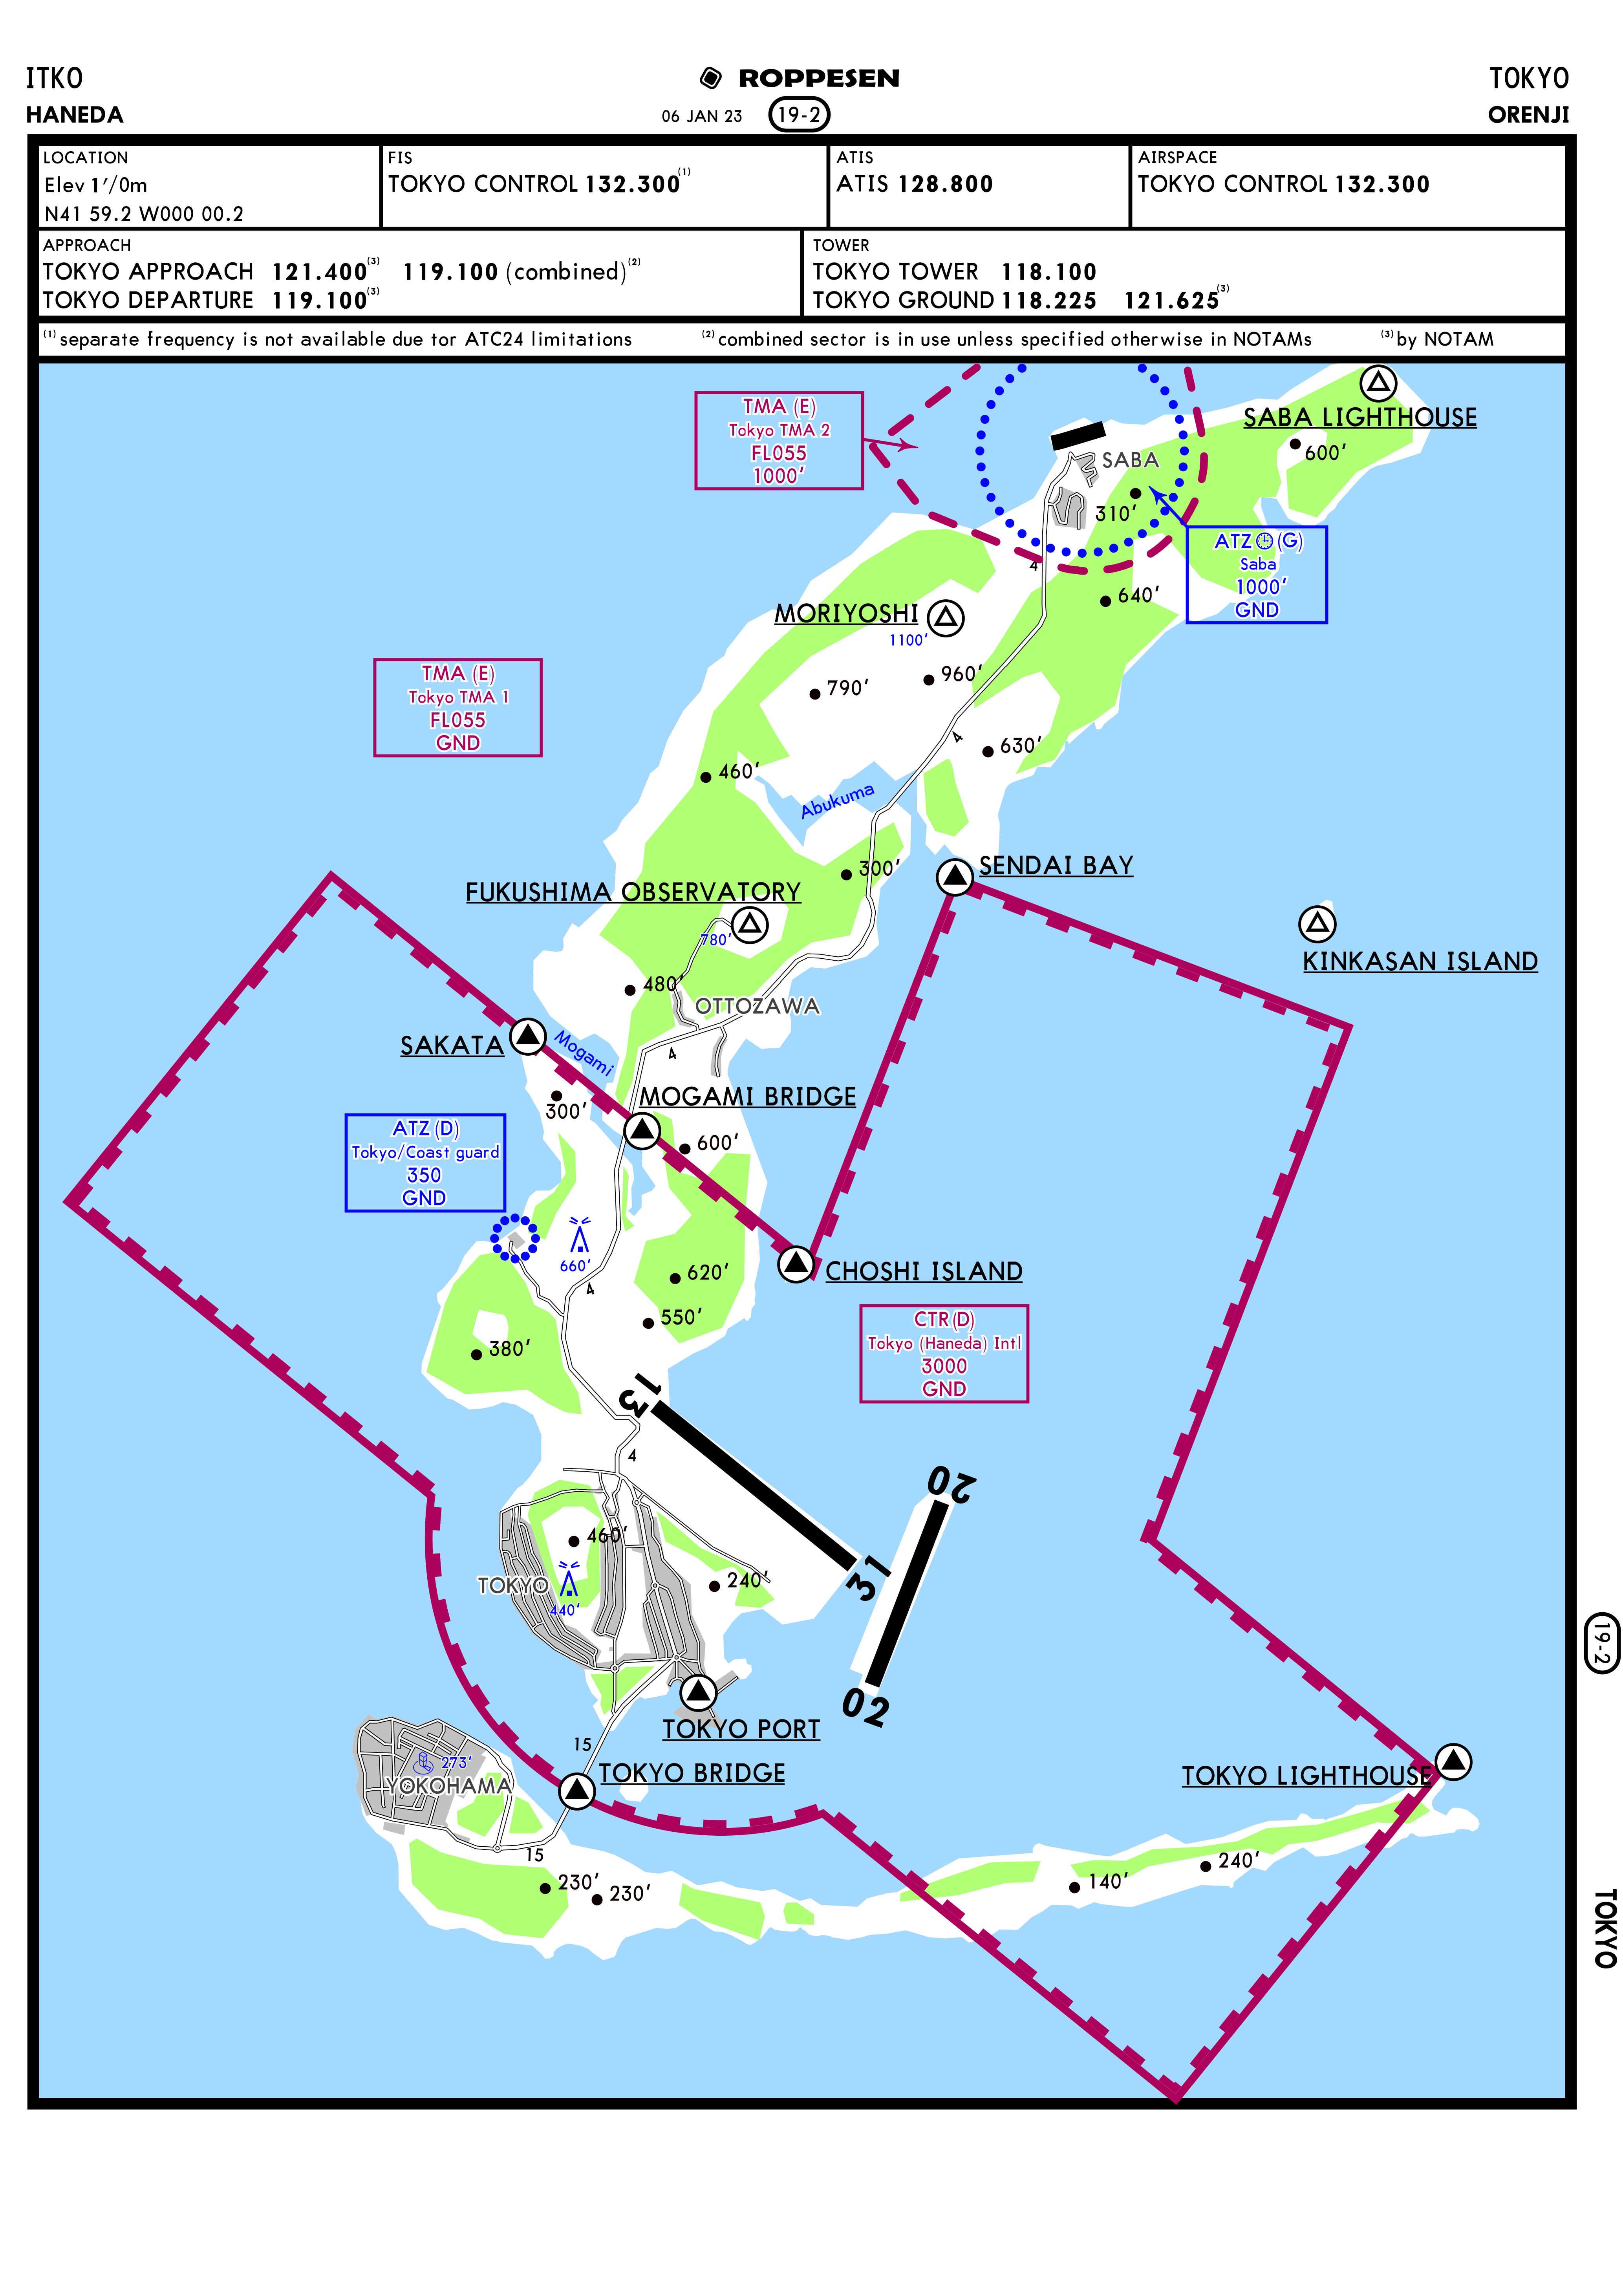 ITKO
ROPPESEN
TOKYO
HANEDA
06 JAN 23
19-2
ORENJI
LOCATION
Elev 1'/0m
N41 59.2 W000 00.2
FIS
TOKYO CONTROL 132.300(1)
ATIS
ATIS 128.800
AIRSPACE
TOKYO CONTROL 132.300
APPROACH
TOKYO APPROACH 121.400(3) 119.100 (combined)(2)
TOKYO DEPARTURE 119.100(3)
TOWER
TOKYO TOWER 118.100
TOKYO GROUND 118.225 121.625(3)
(1) separate frequency is not available due tor ATC24 limitations
(2) combined sector is in use unless specified otherwise in NOTAMs
(3) by NOTAM
TMA (E)
Tokyo TMA 2
FL055
1000'
SABA LIGHTHOUSE
600'
SABA
310'
ATZ (G)
Saba
1000'
GND
4
640'
MORIYOSHI
1100'
960'
790'
TMA (E)
Tokyo TMA 1
FL055
GND
4
630'
460'
Abukuma
300'
SENDAI BAY
FUKUSHIMA OBSERVATORY
780'
KINKASAN ISLAND
480'
OTTOZAWA
SAKATA
Mogami
4
MOGAMI BRIDGE
300'
600'
ATZ (D)
Tokyo/Coast guard
350
GND
660'
4
620'
CHOSHI ISLAND
550'
CTR (D)
Tokyo (Haneda) Intl
3000
GND
380'
13
4
20
460'
TOKYO
440'
240'
31
02
TOKYO PORT
15
TOKYO BRIDGE
273'
YOKOHAMA
TOKYO LIGHTHOUSE
15
230'
230'
140'
240'
19-2
TOKYO